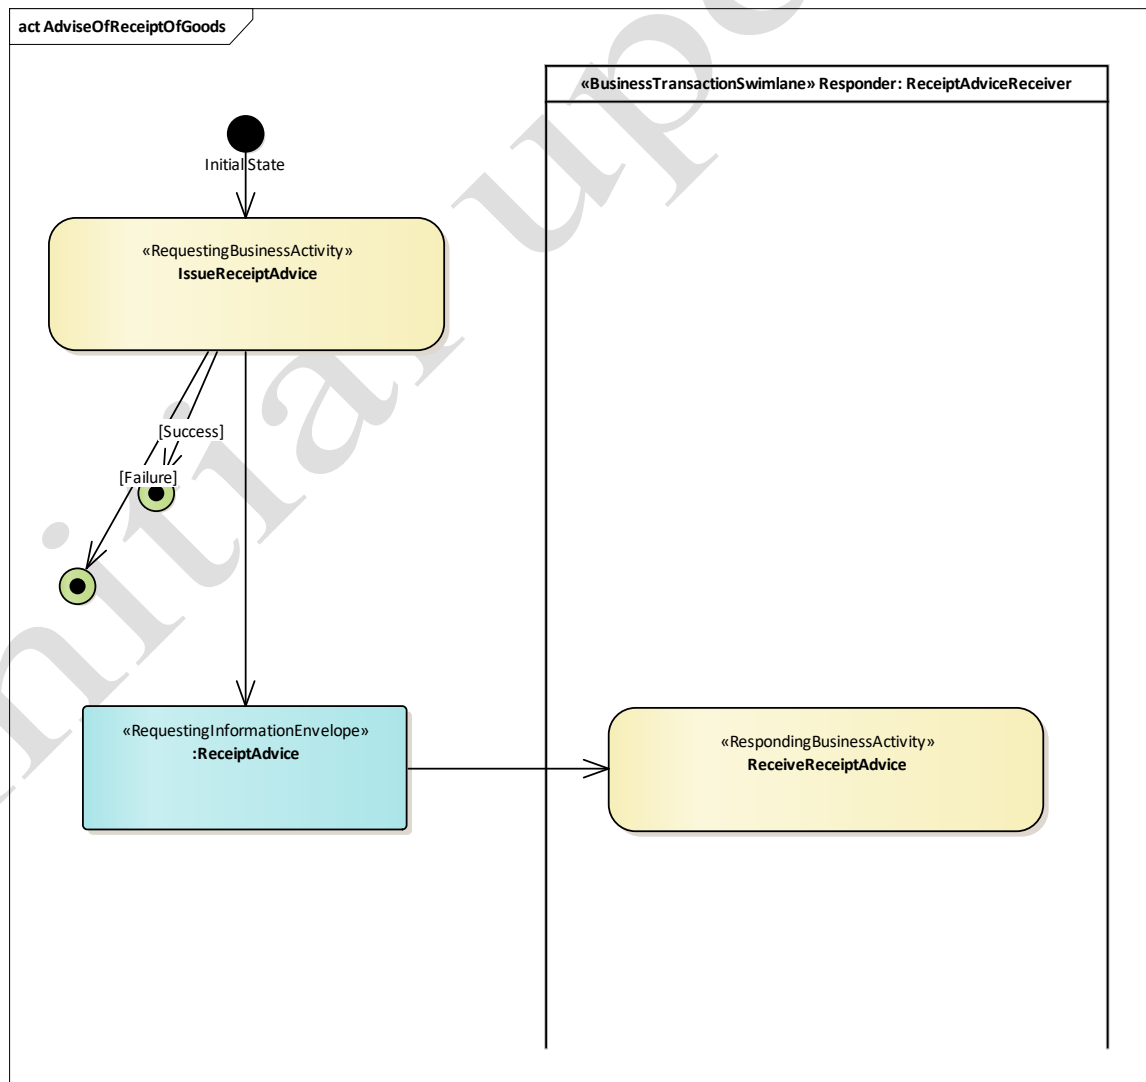 act AdviseOfReceiptOfGoods
«BusinessTransactionSwimlane» Responder: ReceiptAdviceReceiver
Initial State
«RequestingBusinessActivity»
IssueReceiptAdvice
[Success]
[Failure]
«RequestingInformationEnvelope»
:ReceiptAdvice
«RespondingBusinessActivity»
ReceiveReceiptAdvice